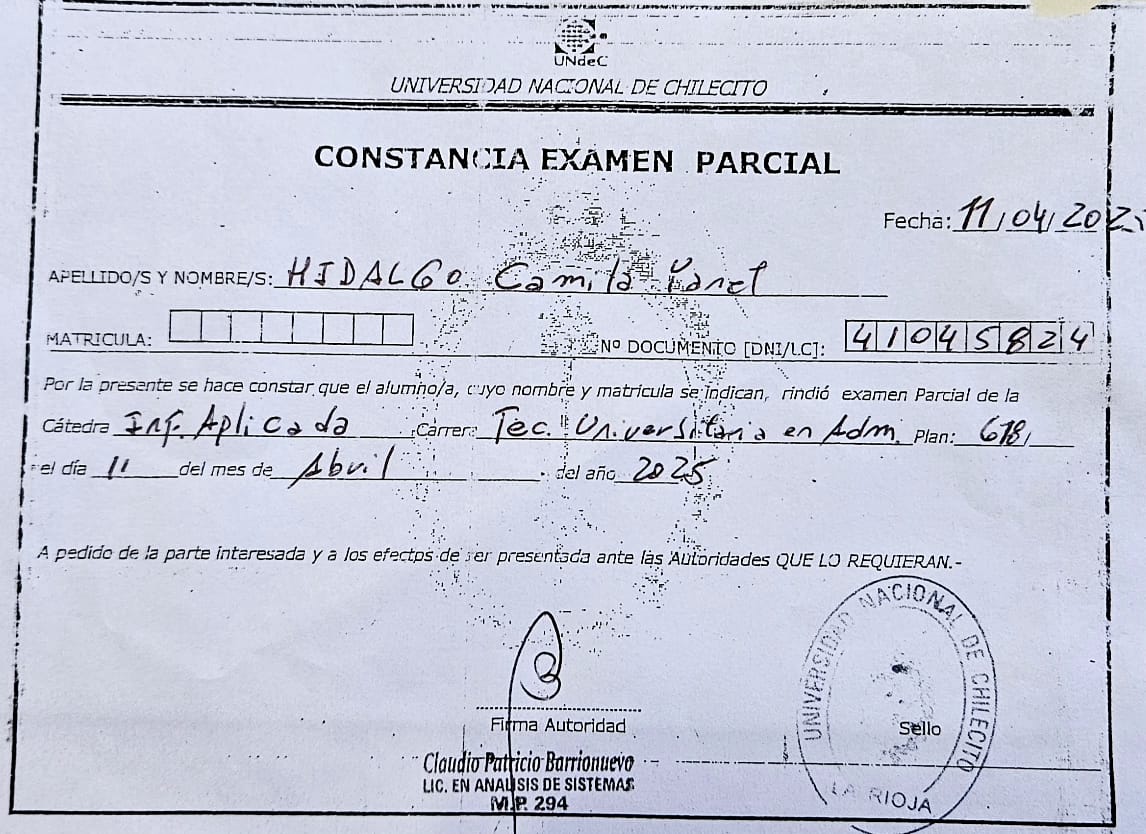 UNdeC
UNIVERSIDAD NACIONAL DE CHILECITO
CONSTANCIA EXAMEN PARCIAL
Fecha: 11/04/2025
APELLIDO/S Y NOMBRE/S: HIDALGO Camila Yanet
MATRICULA:
Nº DOCUMENTO [DNI/LC]: 41045824
Por la presente se hace constar que el alumno/a, cuyo nombre y matrícula se indican, rindió examen Parcial de la
Cátedra Inf. Aplicada Carrera: Tec. Universitaria en Adm. Plan: 618/
el día 11 del mes de Abril del año 2025
A pedido de la parte interesada y a los efectos de ser presentada ante las Autoridades QUE LO REQUIERAN.-
Firma Autoridad
Claudio Patricio Barrionuevo
LIC. EN ANALISIS DE SISTEMAS
M.P. 294
Sello
UNIVERSIDAD NACIONAL DE CHILECITO
LA RIOJA